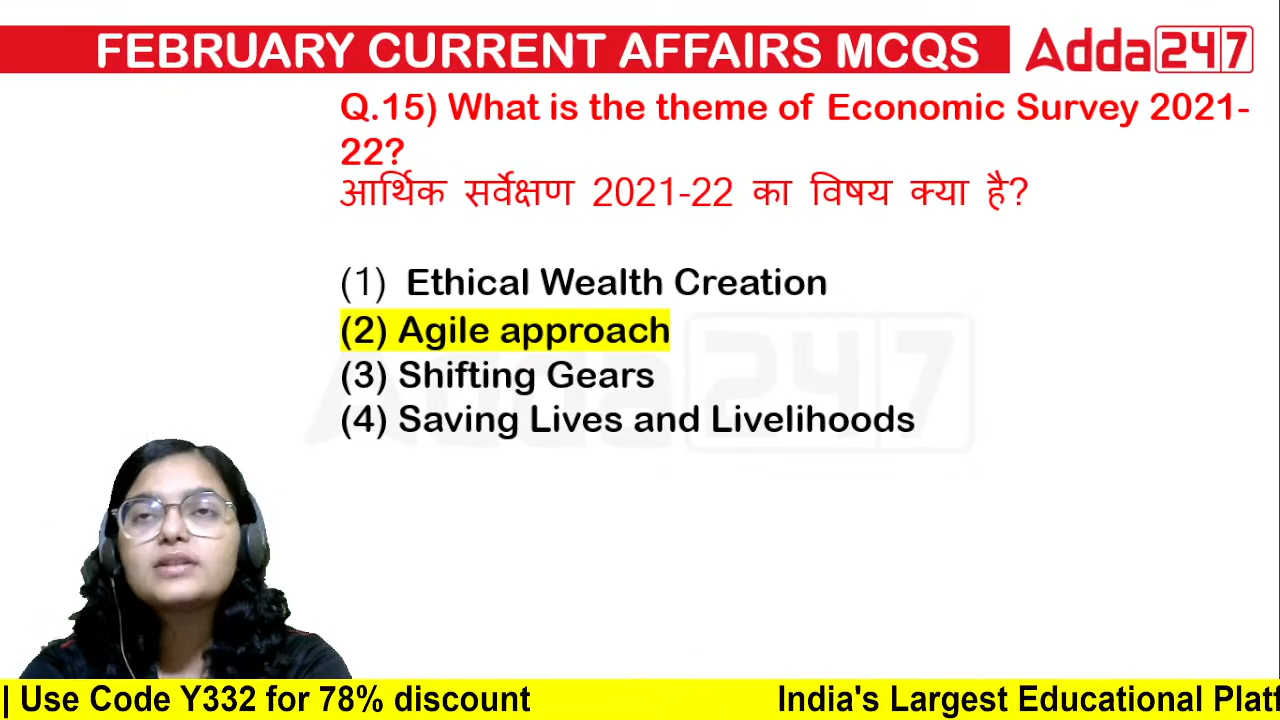 FEBRUARY CURRENT AFFAIRS MCQS
Adda247
Q.15) What is the theme of Economic Survey 2021-
22?
आर्थिक सर्वेक्षण 2021-22 का विषय क्या है?
(1) Ethical Wealth Creation
(2) Agile approach
(3) Shifting Gears
(4) Saving Lives and Livelihoods
Adda247
| Use Code Y332 for 78% discount
India's Largest Educational Platf